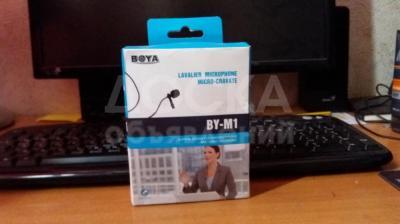 BOYA
LAVALIER MICROPHONE
MICRO-CRAVATE
BY-M1
ДОСКА
объявлений